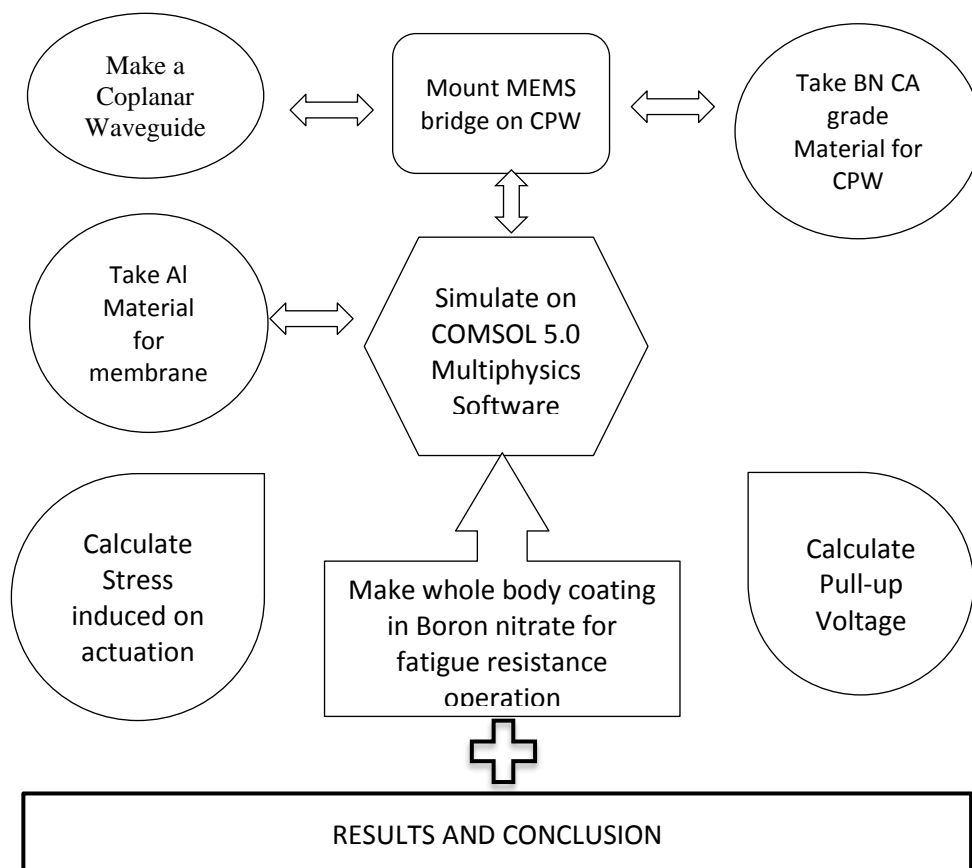 Make a
Coplanar
Waveguide
Mount MEMS
bridge on CPW
Take BN CA
grade
Material for
CPW
Take Al
Material
for
membrane
Simulate on
COMSOL 5.0
Multiphysics
Software
Calculate
Stress
induced on
actuation
Make whole body coating
in Boron nitrate for
fatigue resistance
operation
Calculate
Pull-up
Voltage
RESULTS AND CONCLUSION